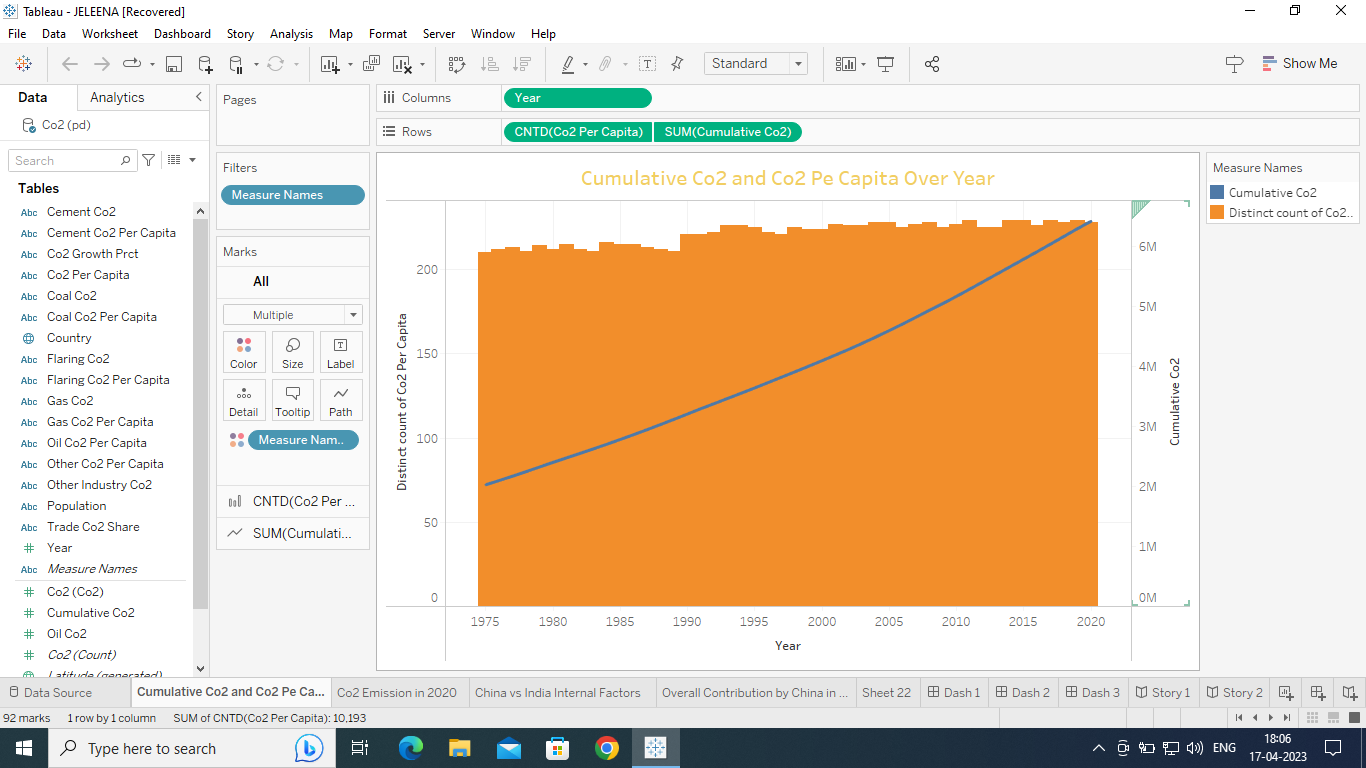 Tableau - JELEENA [Recovered]
File Data Worksheet Dashboard Story Analysis Map Format Server Window Help
Standard
Show Me
Data Analytics
Co2 (pd)
Search
Tables
Abc Cement Co2
Abc Cement Co2 Per Capita
Abc Co2 Growth Prct
Abc Co2 Per Capita
Abc Coal Co2
Abc Coal Co2 Per Capita
Country
Abc Flaring Co2
Abc Flaring Co2 Per Capita
Abc Gas Co2
Abc Gas Co2 Per Capita
Abc Oil Co2 Per Capita
Abc Other Co2 Per Capita
Abc Other Industry Co2
Abc Population
Abc Trade Co2 Share
# Year
Abc Measure Names
# Co2 (Co2)
# Cumulative Co2
# Oil Co2
# Co2 (Count)
Latitude (generated)
Pages
Filters
Measure Names
Marks
All
Multiple
Color Size Label
Detail Tooltip Path
Measure Nam..
CNTD(Co2 Per ...
SUM(Cumulati...
Columns Year
Rows CNTD(Co2 Per Capita) SUM(Cumulative Co2)
Cumulative Co2 and Co2 Pe Capita Over Year
Distinct count of Co2 Per Capita
200
150
100
50
0
6M
5M
4M
3M
2M
1M
0M
Cumulative Co2
1975 1980 1985 1990 1995 2000 2005 2010 2015 2020
Year
Measure Names
Cumulative Co2
Distinct count of Co2..
Data Source Cumulative Co2 and Co2 Pe Ca... Co2 Emission in 2020 China vs India Internal Factors Overall Contribution by China in ... Sheet 22 Dash 1 Dash 2 Dash 3 Story 1 Story 2
92 marks 1 row by 1 column SUM of CNTD(Co2 Per Capita): 10,193
Type here to search
ENG
18:06
17-04-2023